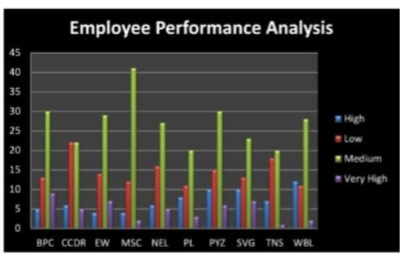 Employee Performance Analysis
45
40
35
30
25
20
15
10
5
0
BPC CCDR EW MSC NEL PL PYZ SVG TNS WBL
High
Low
Medium
Very High